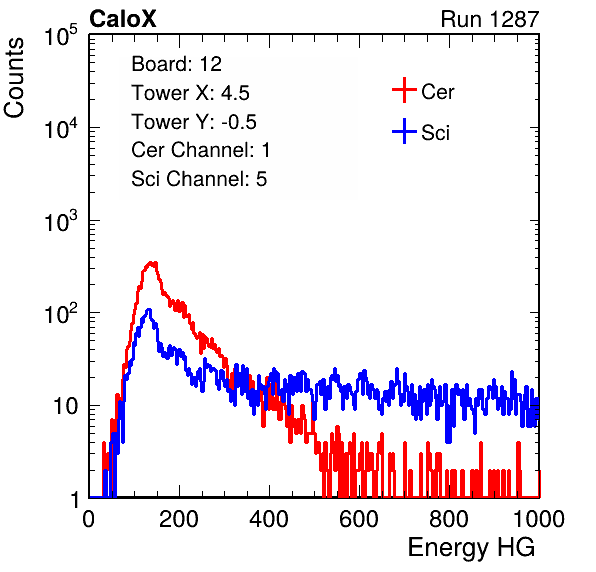 CaloX Run 1287
Counts
Board: 12
Tower X: 4.5
Tower Y: -0.5
Cer Channel: 1
Sci Channel: 5
Cer
Sci
10^5
10^4
10^3
10^2
10
1
0 200 400 600 800 1000
Energy HG